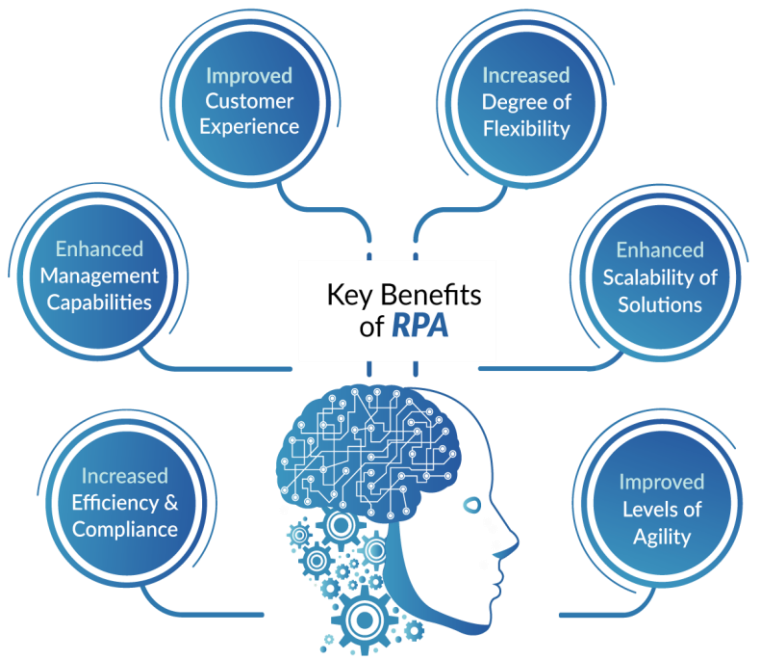 Improved
Customer
Experience
Increased
Degree of
Flexibility
Enhanced
Management
Capabilities
Key Benefits
of RPA
Enhanced
Scalability of
Solutions
Increased
Efficiency &
Compliance
Improved
Levels of
Agility